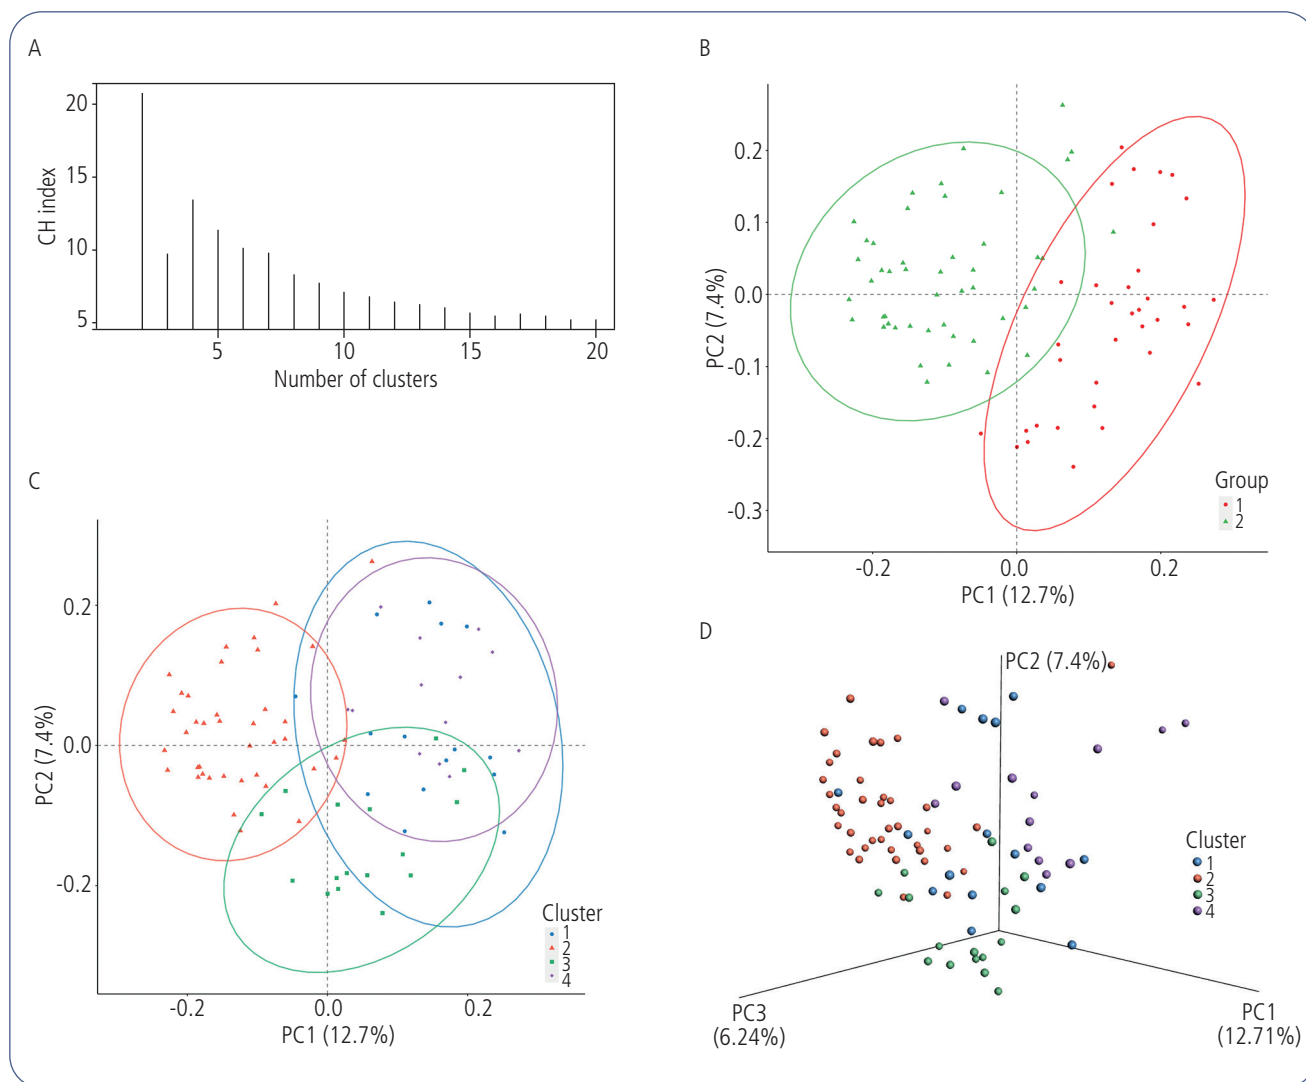 A
CH index
20
15
10
5
5
10
15
20
Number of clusters
B
PC2 (7.4%)
0.2
0.1
0.0
-0.1
-0.2
-0.3
-0.2
0.0
0.2
PC1 (12.7%)
Group
1
2
C
PC2 (7.4%)
0.2
0.0
-0.2
-0.2
0.0
0.2
PC1 (12.7%)
Cluster
1
2
3
4
D
PC2 (7.4%)
Cluster
1
2
3
4
PC3
(6.24%)
PC1
(12.71%)